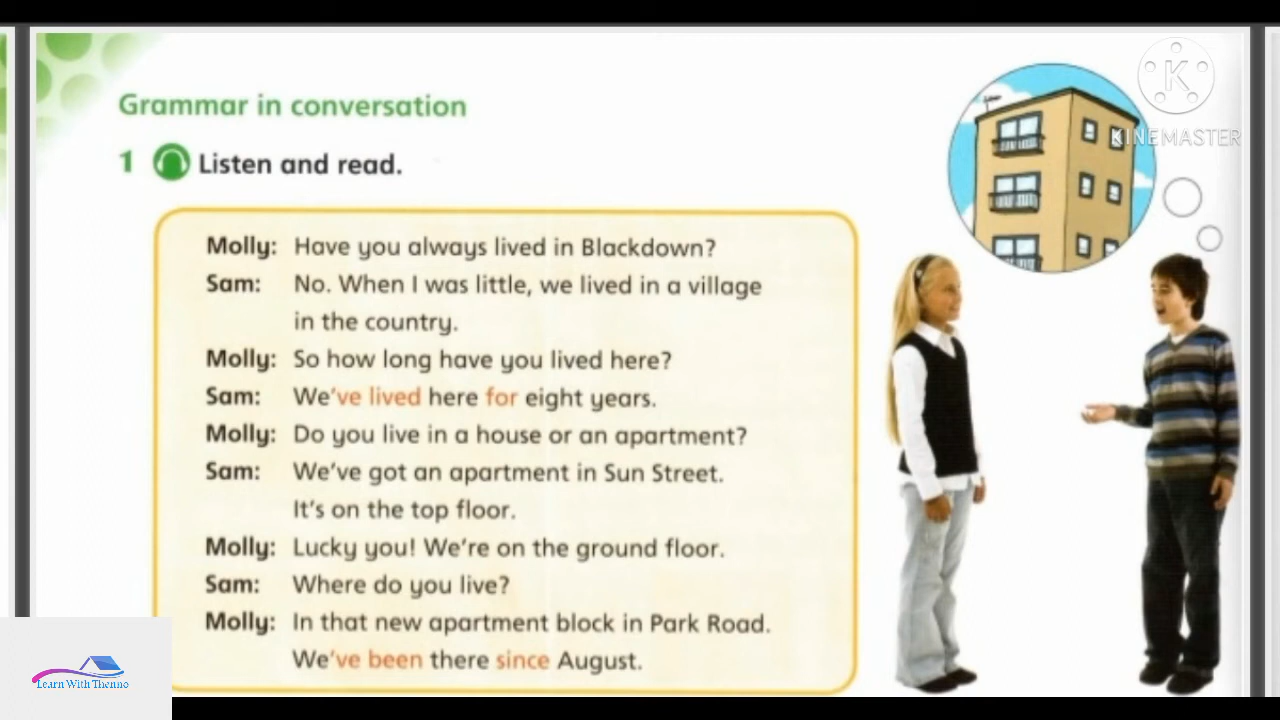 Grammar in conversation
1 Listen and read.
Molly: Have you always lived in Blackdown?
Sam: No. When I was little, we lived in a village
in the country.
Molly: So how long have you lived here?
Sam: We've lived here for eight years.
Molly: Do you live in a house or an apartment?
Sam: We've got an apartment in Sun Street.
It's on the top floor.
Molly: Lucky you! We're on the ground floor.
Sam: Where do you live?
Molly: In that new apartment block in Park Road.
We've been there since August.
K
KINEMASTER
Learn With Thenno